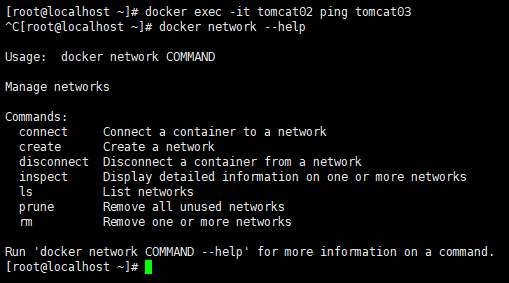 [root@localhost ~]# docker exec -it tomcat02 ping tomcat03
^C[root@localhost ~]# docker network --help
Usage:  docker network COMMAND
Manage networks
Commands:
  connect     Connect a container to a network
  create      Create a network
  disconnect  Disconnect a container from a network
  inspect     Display detailed information on one or more networks
  ls          List networks
  prune       Remove all unused networks
  rm          Remove one or more networks
Run 'docker network COMMAND --help' for more information on a command.
[root@localhost ~]#